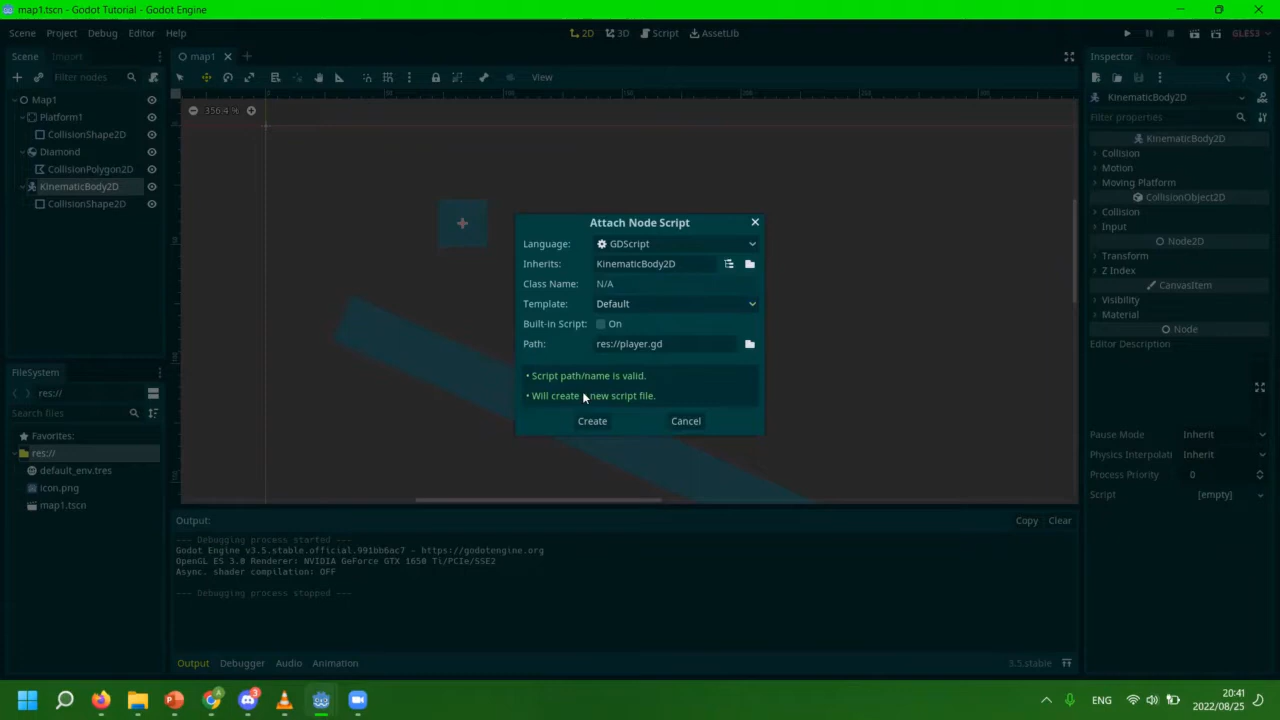 map1.tscn - Godot Tutorial - Godot Engine
Scene Project Debug Editor Help
2D 3D Script AssetLib
GLES3
Scene Import
map1
Inspector Node
Filter nodes
View
356.4 %
KinematicBody2D
Filter properties
Map1
Platform1
CollisionShape2D
Diamond
CollisionPolygon2D
KinematicBody2D
CollisionShape2D
Attach Node Script
Language: GDScript
Inherits: KinematicBody2D
Class Name: N/A
Template: Default
Built-in Script: On
Path: res://player.gd
• Script path/name is valid.
• Will create new script file.
Create Cancel
KinematicBody2D
Collision
Motion
Moving Platform
CollisionObject2D
Collision
Input
Node2D
Transform
Z Index
CanvasItem
Visibility
Material
Node
Editor Description
Pause Mode Inherit
Physics Interpolati Inherit
Process Priority 0
Script [empty]
FileSystem
res://
Search files
Favorites:
res://
default_env.tres
icon.png
map1.tscn
Output: Copy Clear
--- Debugging process started ---
Godot Engine v3.5.stable.official.991bb6ac7 - https://godotengine.org
OpenGL ES 3.0 Renderer: NVIDIA GeForce GTX 1650 Ti/PCIe/SSE2
Async. shader compilation: OFF
--- Debugging process stopped ---
Output Debugger Audio Animation 3.5.stable
3
ENG
20:41
2022/08/25